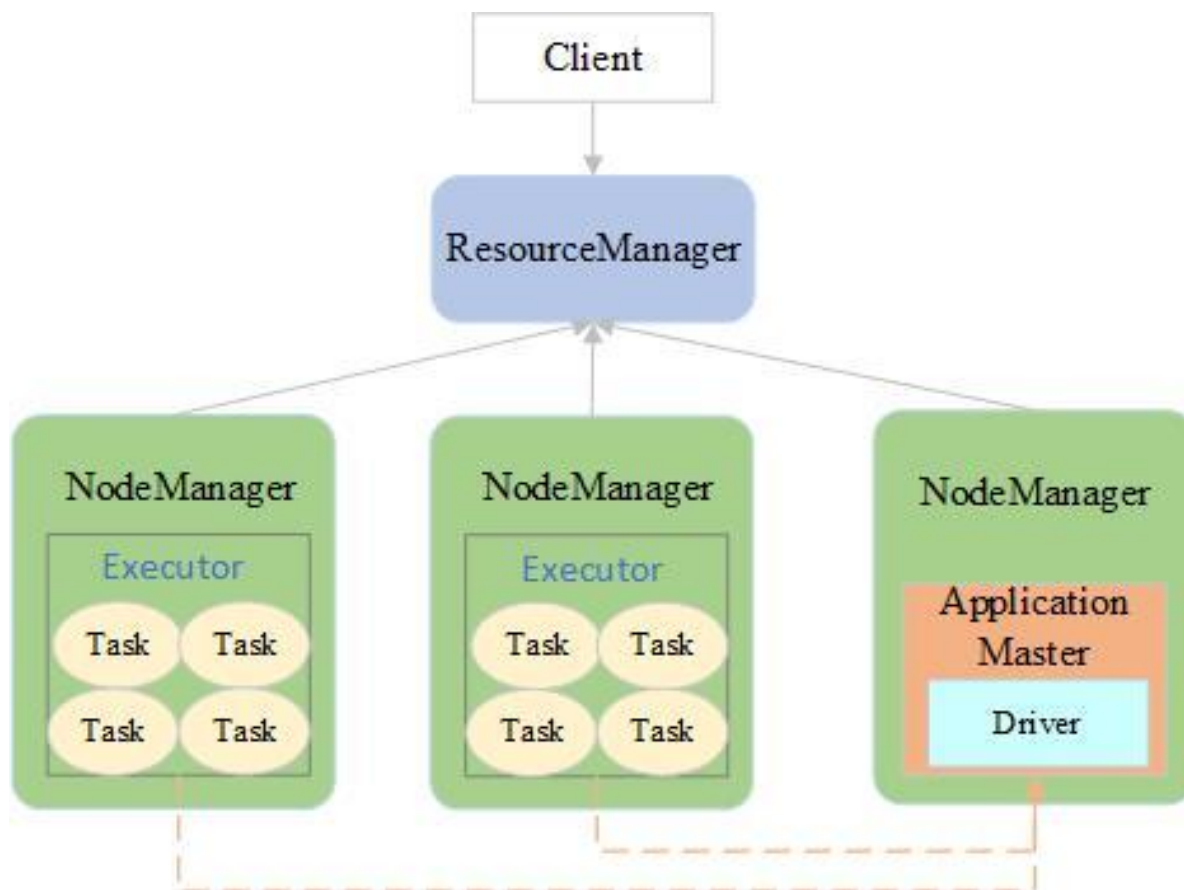 Client
ResourceManager
NodeManager
Executor
Task Task
Task Task
NodeManager
Executor
Task Task
Task Task
NodeManager
Application
Master
Driver